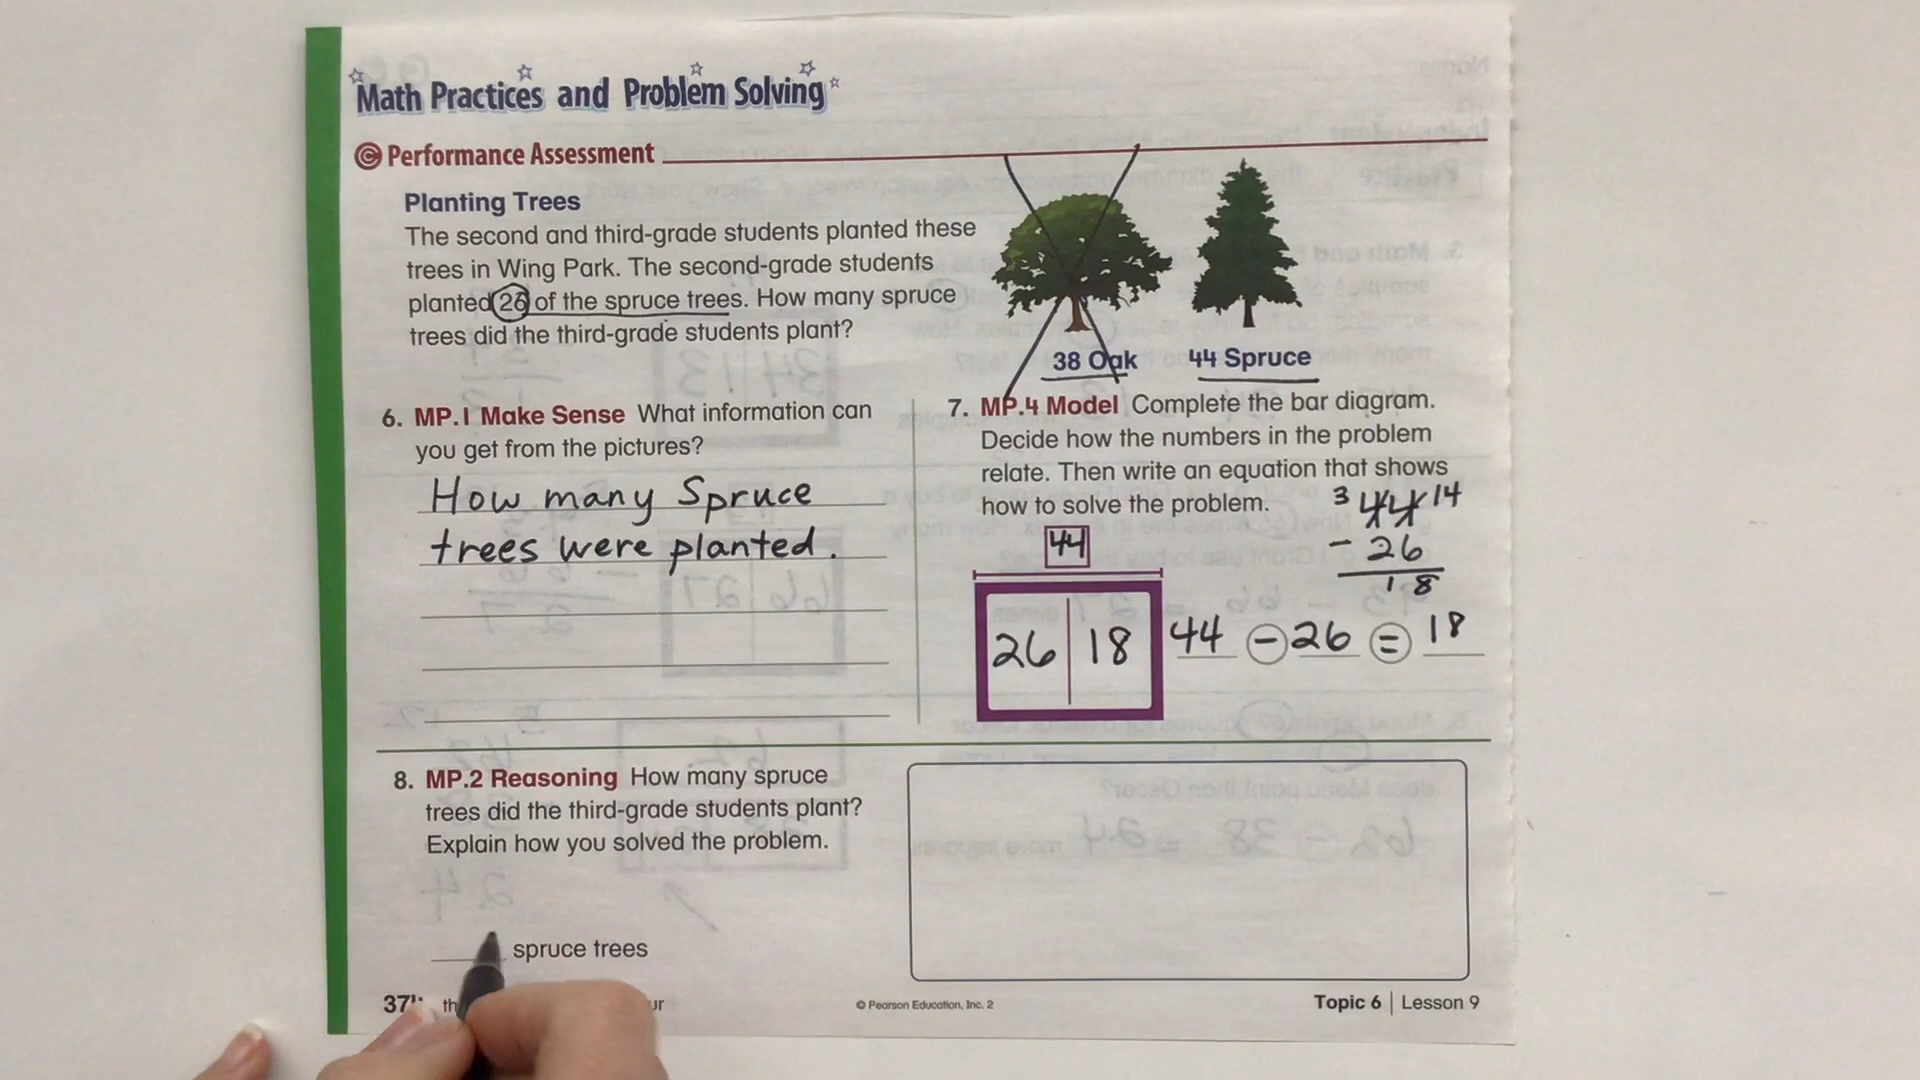 Math Practices and Problem Solving
Performance Assessment
Planting Trees
The second and third-grade students planted these
trees in Wing Park. The second-grade students
planted 26 of the spruce trees. How many spruce
trees did the third-grade students plant?
38 Oak
44 Spruce
6. MP.1 Make Sense What information can
you get from the pictures?
How many Spruce
trees were planted.
7. MP.4 Model Complete the bar diagram.
Decide how the numbers in the problem
relate. Then write an equation that shows
how to solve the problem.
3 44 14
- 26
18
44
26 18
44 - 26 = 18
8. MP.2 Reasoning How many spruce
trees did the third-grade students plant?
Explain how you solved the problem.
spruce trees
© Pearson Education, Inc. 2
Topic 6 | Lesson 9